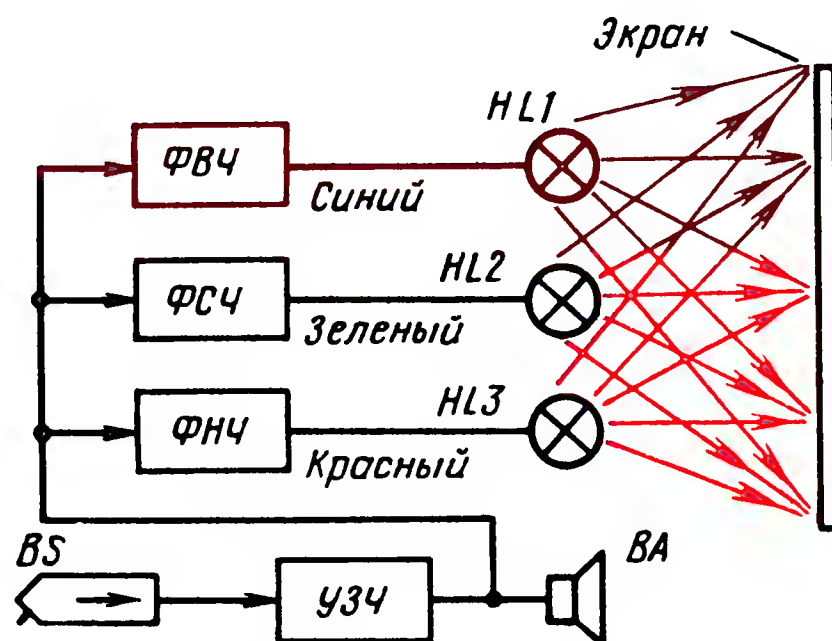 Экран
HL1
ФВЧ
Синий
HL2
ФСЧ
Зеленый
HL3
ФНЧ
Красный
BS
УЗЧ
BA